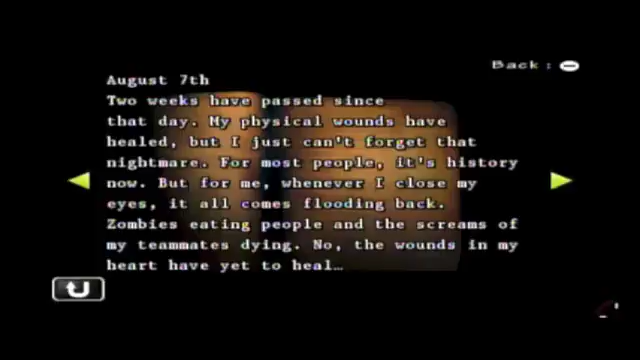 Back : −
August 7th
Two weeks have passed since
that day. My physical wounds have
healed, but I just can't forget that
nightmare. For most people, it's history
now. But for me, whenever I close my
eyes, it all comes flooding back.
Zombies eating people and the screams of
my teammates dying. No, the wounds in my
heart have yet to heal…